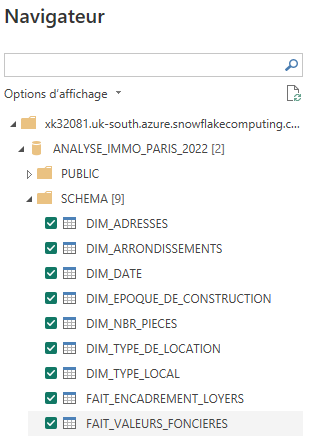 Navigateur
Options d'affichage
xk32081.uk-south.azure.snowflakecomputing.c...
ANALYSE_IMMO_PARIS_2022 [2]
PUBLIC
SCHEMA [9]
DIM_ADRESSES
DIM_ARRONDISSEMENTS
DIM_DATE
DIM_EPOQUE_DE_CONSTRUCTION
DIM_NBR_PIECES
DIM_TYPE_DE_LOCATION
DIM_TYPE_LOCAL
FAIT_ENCADREMENT_LOYERS
FAIT_VALEURS_FONCIERES